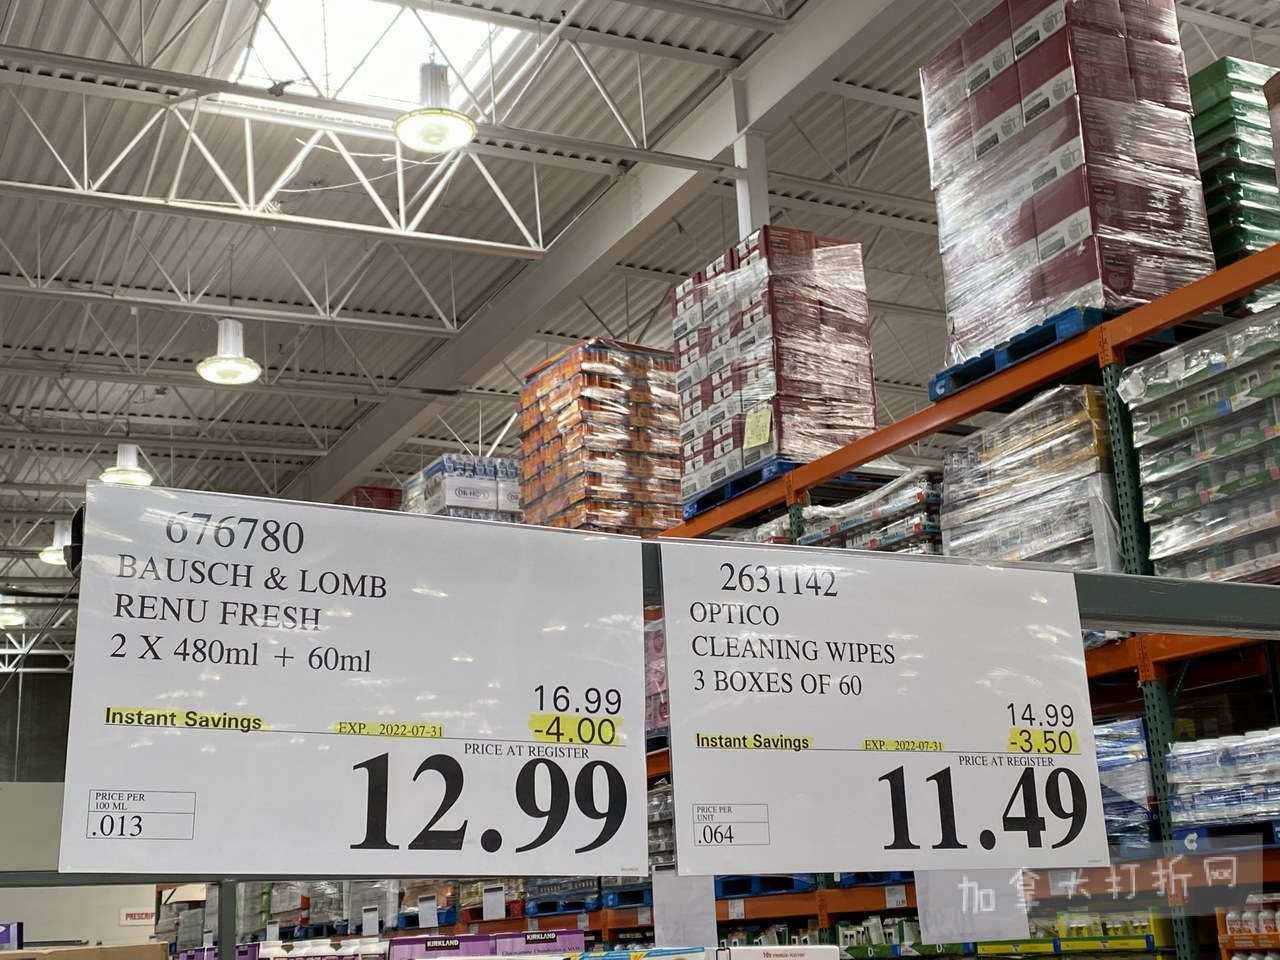 676780
BAUSCH & LOMB
RENU FRESH
2 X 480ml + 60ml
16.99
Instant Savings EXP. 2022-07-31 -4.00
PRICE AT REGISTER
12.99
PRICE PER
100 ML
.013
2631142
OPTICO
CLEANING WIPES
3 BOXES OF 60
14.99
Instant Savings EXP. 2022-07-31 -3.50
PRICE AT REGISTER
11.49
PRICE PER
UNIT
.064
PRESCRIP
KIRKLAND
KIRKLAND
加拿大打折网